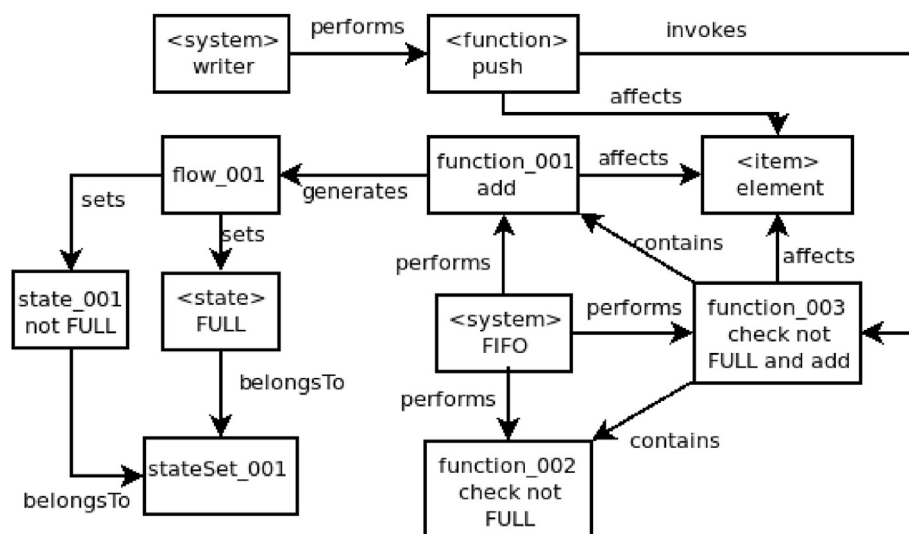 performs
invokes
<system>
writer
<function>
push
affects
flow_001
generates
function_001
add
affects
<item>
element
sets
sets
contains
affects
performs
state_001
not FULL
<state>
FULL
<system>
FIFO
performs
function_003
check not
FULL and add
belongsTo
performs
contains
stateSet_001
belongsTo
function_002
check not
FULL